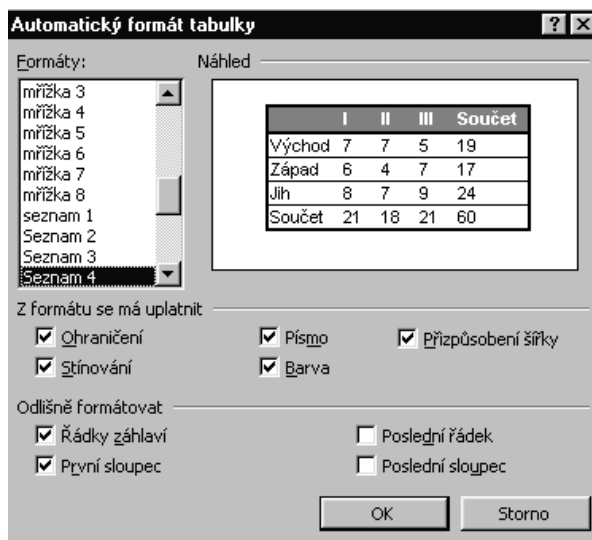 Automatický formát tabulky
Formáty:
mřížka 3
mřížka 4
mřížka 5
mřížka 6
mřížka 7
mřížka 8
seznam 1
Seznam 2
Seznam 3
Seznam 4
Náhled
I II III Součet
Východ 7 7 5 19
Západ 6 4 7 17
Jih 8 7 9 24
Součet 21 18 21 60
Z formátu se má uplatnit
Ohraničení Písmo Přizpůsobení šířky
Stínování Barva
Odlišně formátovat
Řádky záhlaví Poslední řádek
První sloupec Poslední sloupec
OK Storno